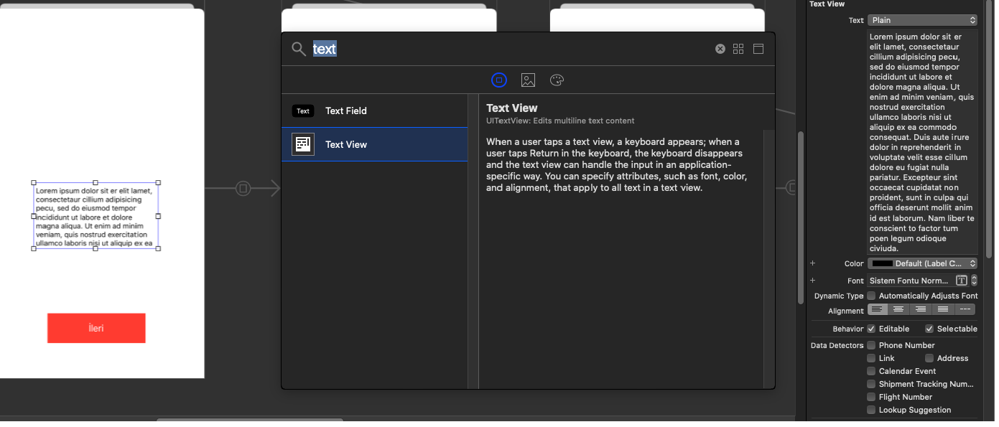 Lorem ipsum dolor sit er elit lamet,
consectetaur cillium adipisicing
pecu, sed do eiusmod tempor
incididunt ut labore et dolore
magna aliqua. Ut enim ad minim
veniam, quis nostrud exercitation
ullamco laboris nisi ut aliquip ex ea
İleri
text
Text
Text Field
Text View
Text View
UITextView: Edits multiline text content
When a user taps a text view, a keyboard appears; when a
user taps Return in the keyboard, the keyboard disappears
and the text view can handle the input in an application-
specific way. You can specify attributes, such as font, color,
and alignment, that apply to all text in a text view.
Text View
Text Plain
Lorem ipsum dolor sit er
elit lamet, consectetaur
cillium adipisicing pecu,
sed do eiusmod tempor
incididunt ut labore et
dolore magna aliqua. Ut
enim ad minim veniam, quis
nostrud exercitation
ullamco laboris nisi ut
aliquip ex ea commodo
consequat. Duis aute irure
dolor in reprehenderit in
voluptate velit esse cillum
dolore eu fugiat nulla
pariatur. Excepteur sint
occaecat cupidatat non
proident, sunt in culpa qui
officia deserunt mollit anim
id est laborum. Nam liber te
conscient to factor tum
poen legum odioque
civiuda.
+ Color Default (Label C...
+ Font Sistem Fontu Norm... T
Dynamic Type Automatically Adjusts Font
Alignment
Behavior Editable Selectable
Data Detectors Phone Number
Link Address
Calendar Event
Shipment Tracking Num...
Flight Number
Lookup Suggestion